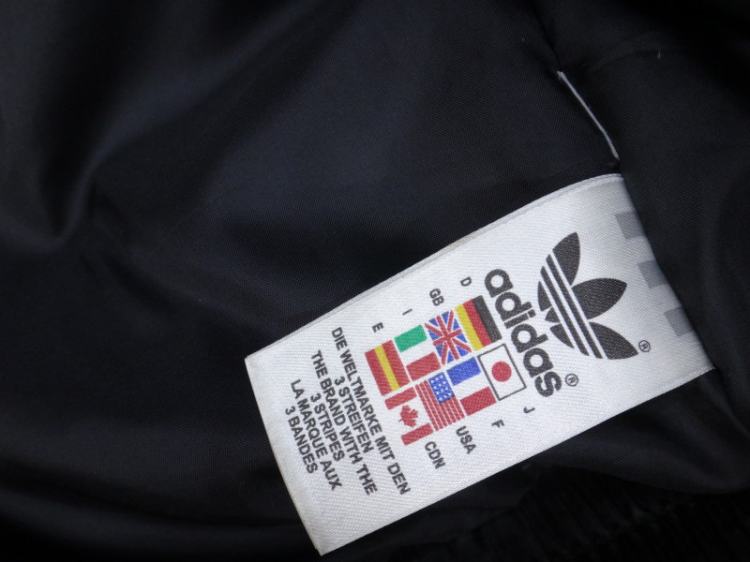 ®
adidas®
D GB I E
J F USA CDN
DIE WELTMARKE MIT DEN
3 STREIFEN
THE BRAND WITH THE
3 STRIPES
LA MARQUE AUX
3 BANDES